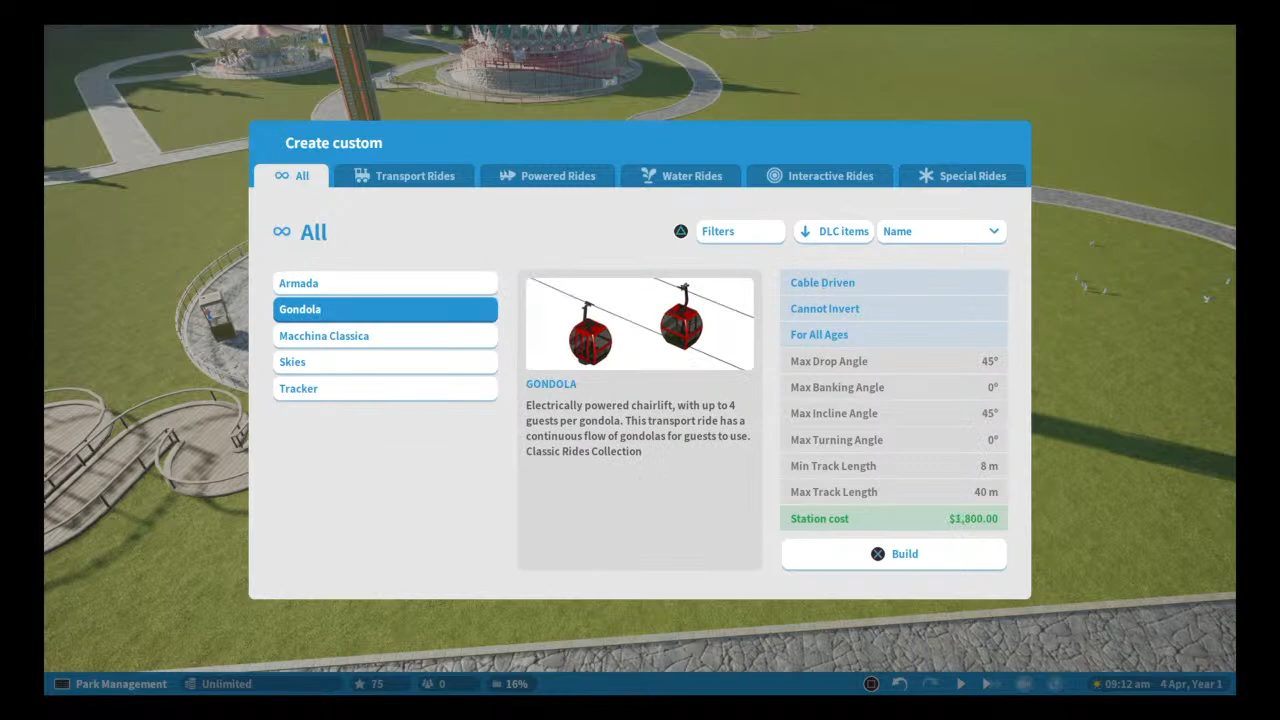 Create custom
All
Transport Rides
Powered Rides
Water Rides
Interactive Rides
Special Rides
All
Filters
DLC items
Name
Armada
Gondola
Macchina Classica
Skies
Tracker
GONDOLA
Electrically powered chairlift, with up to 4
guests per gondola. This transport ride has a
continuous flow of gondolas for guests to use.
Classic Rides Collection
Cable Driven
Cannot Invert
For All Ages
Max Drop Angle 45°
Max Banking Angle 0°
Max Incline Angle 45°
Max Turning Angle 0°
Min Track Length 8 m
Max Track Length 40 m
Station cost $1,800.00
Build
Park Management Unlimited 75 0 16% 09:12 am 4 Apr, Year 1